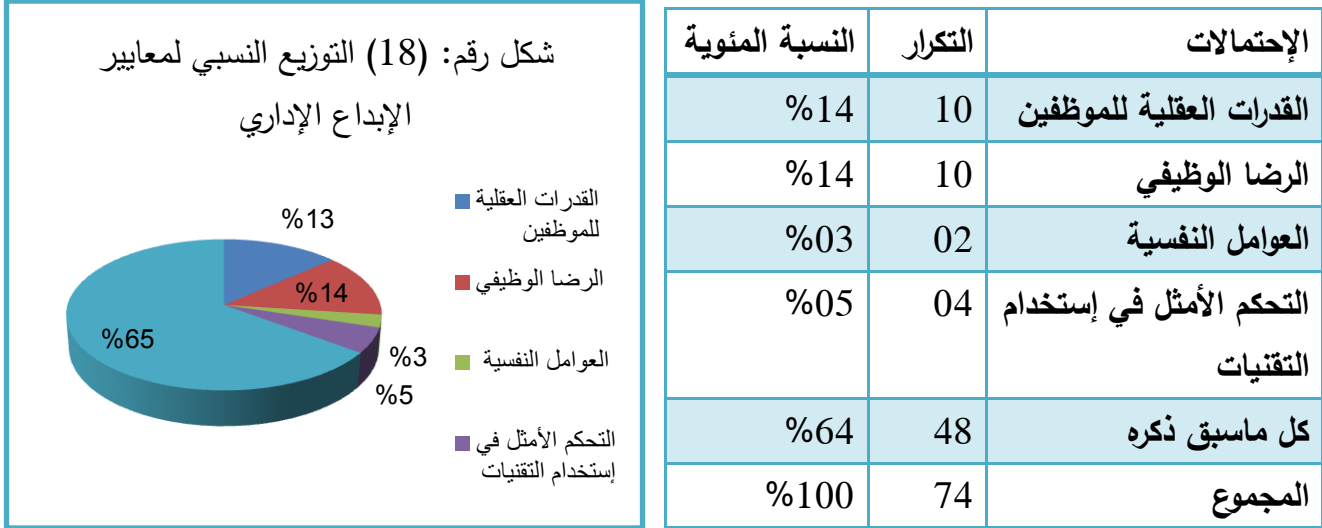 الإحتمالات التكرار النسبة المئوية
القدرات العقلية للموظفين 10 %14
الرضا الوظيفي 10 %14
العوامل النفسية 02 %03
التحكم الأمثل في إستخدام 04 %05
التقنيات
كل ماسبق ذكره 48 %64
المجموع 74 %100
شكل رقم: (18) التوزيع النسبي لمعايير
الإبداع الإداري
القدرات العقلية
للموظفين
الرضا الوظيفي
العوامل النفسية
التحكم الأمثل في
إستخدام التقنيات
%13
%14
%3
%5
%65